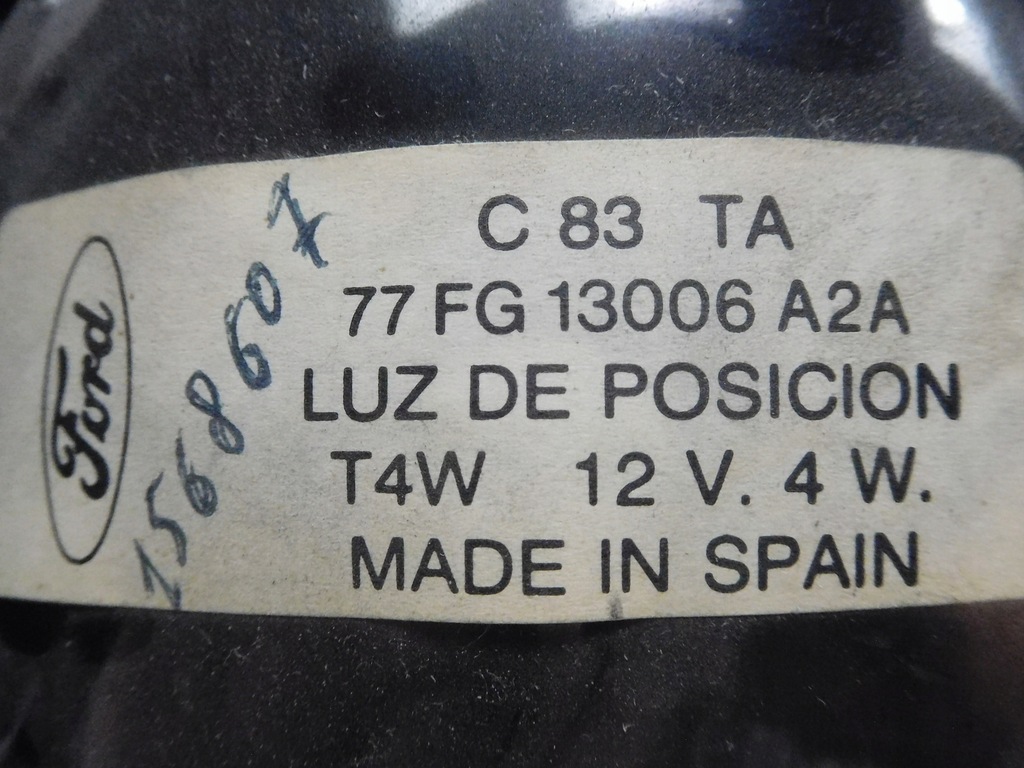 Ford
1568607
C 83 TA
77 FG 13006 A2A
LUZ DE POSICION
T4W 12 V. 4 W.
MADE IN SPAIN